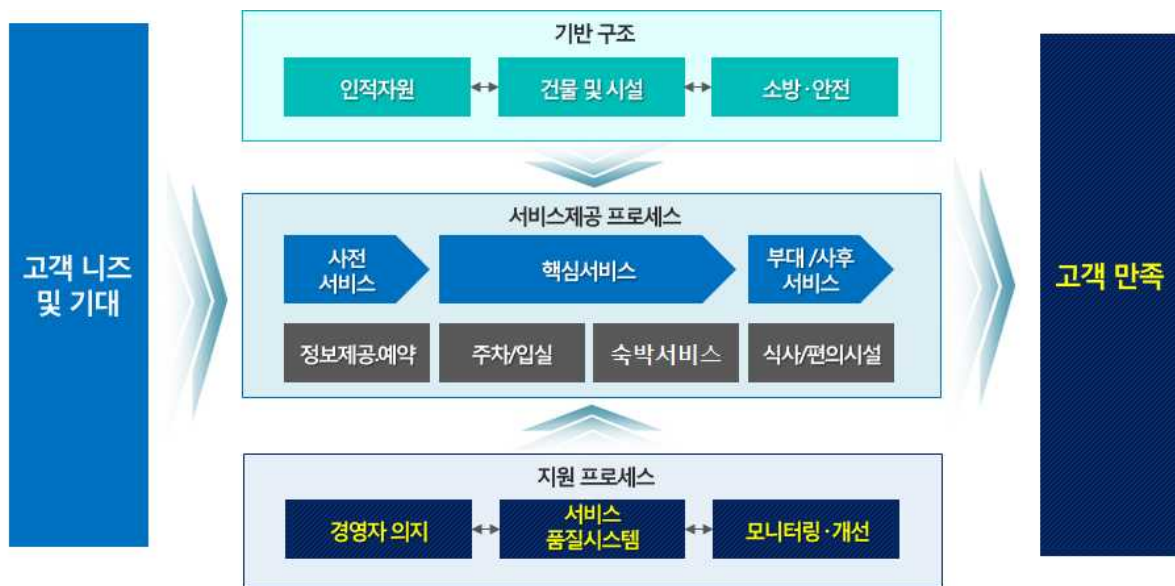 고객 니즈
및 기대
기반 구조
인적자원
건물 및 시설
소방·안전
서비스제공 프로세스
사전
서비스
핵심서비스
부대 /사후
서비스
정보제공.예약
주차/입실
숙박서비스
식사/편의시설
지원 프로세스
경영자 의지
서비스
품질시스템
모니터링·개선
고객 만족